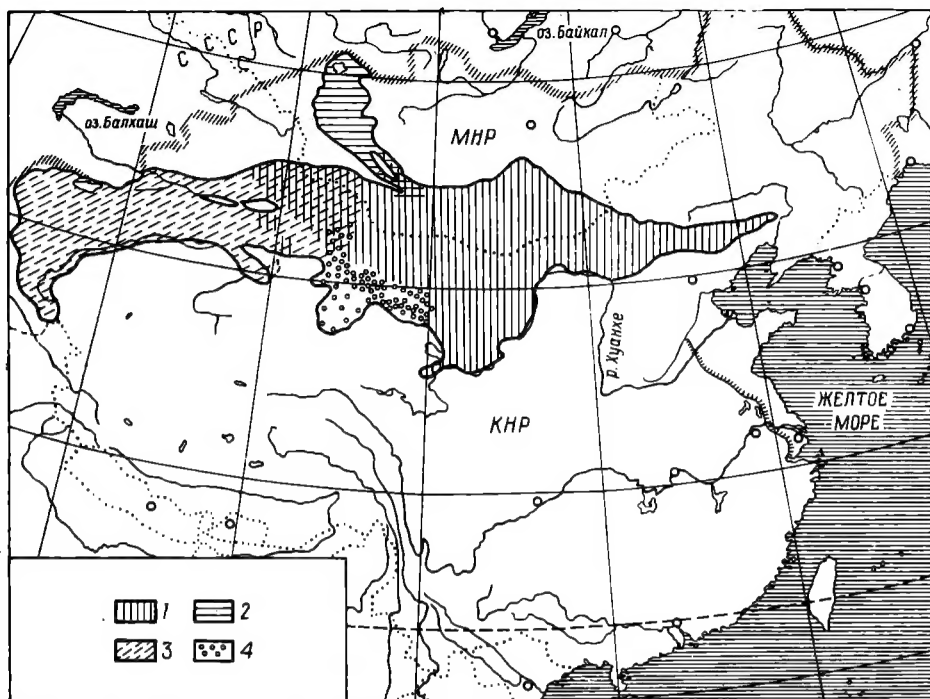 С С С Р
оз. Байкал
оз. Балхаш
МНР
р. Хуанхе
ЖЕЛТОЕ
МОРЕ
КНР
1 2
3 4